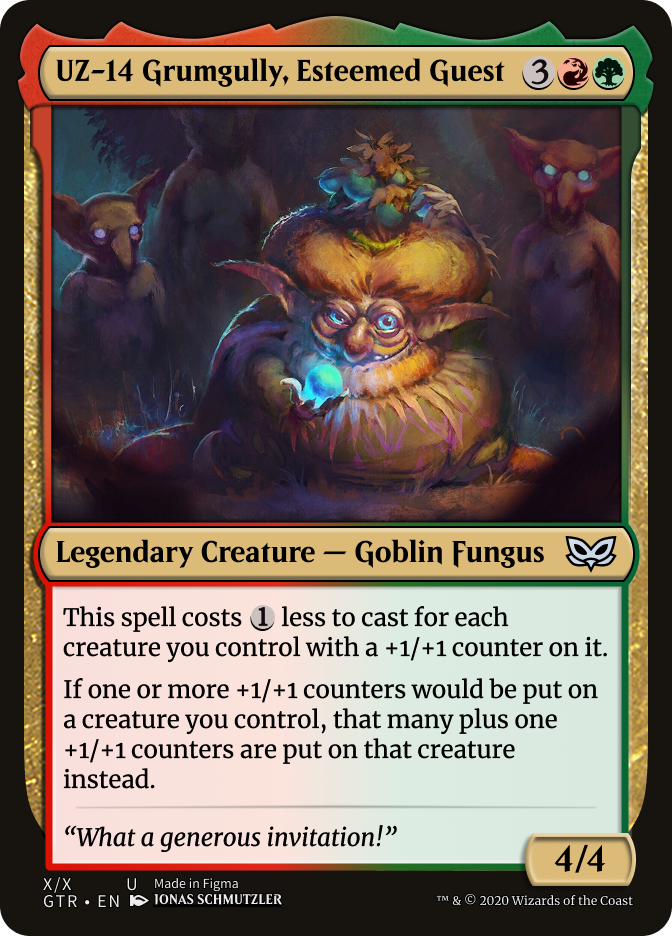 UZ-14 Grumgully, Esteemed Guest 3
Legendary Creature — Goblin Fungus
This spell costs 1 less to cast for each
creature you control with a +1/+1 counter on it.
If one or more +1/+1 counters would be put on
a creature you control, that many plus one
+1/+1 counters are put on that creature
instead.
“What a generous invitation!”
4/4
X/X U Made in Figma
GTR • EN JONAS SCHMUTZLER
™ & © 2020 Wizards of the Coast